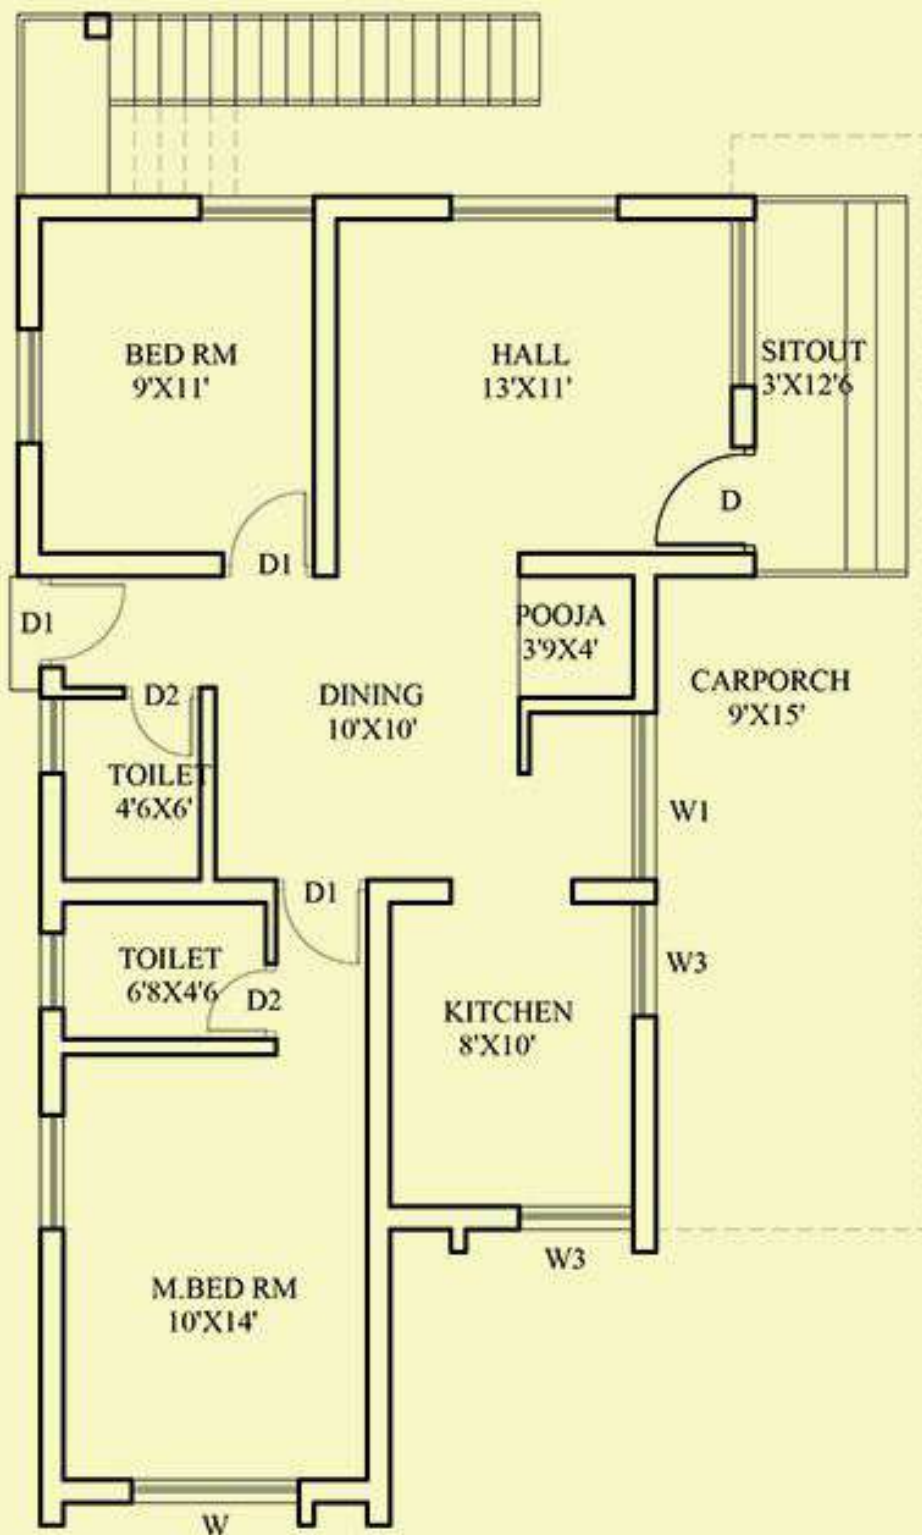 BED RM
9'X11'
HALL
13'X11'
SITOUT
3'X12'6
D
D1
D1
POOJA
3'9X4'
CARPORCH
9'X15'
D2
DINING
10'X10'
TOILET
4'6X6'
W1
D1
TOILET
6'8X4'6
D2
W3
KITCHEN
8'X10'
W3
M.BED RM
10'X14'
W